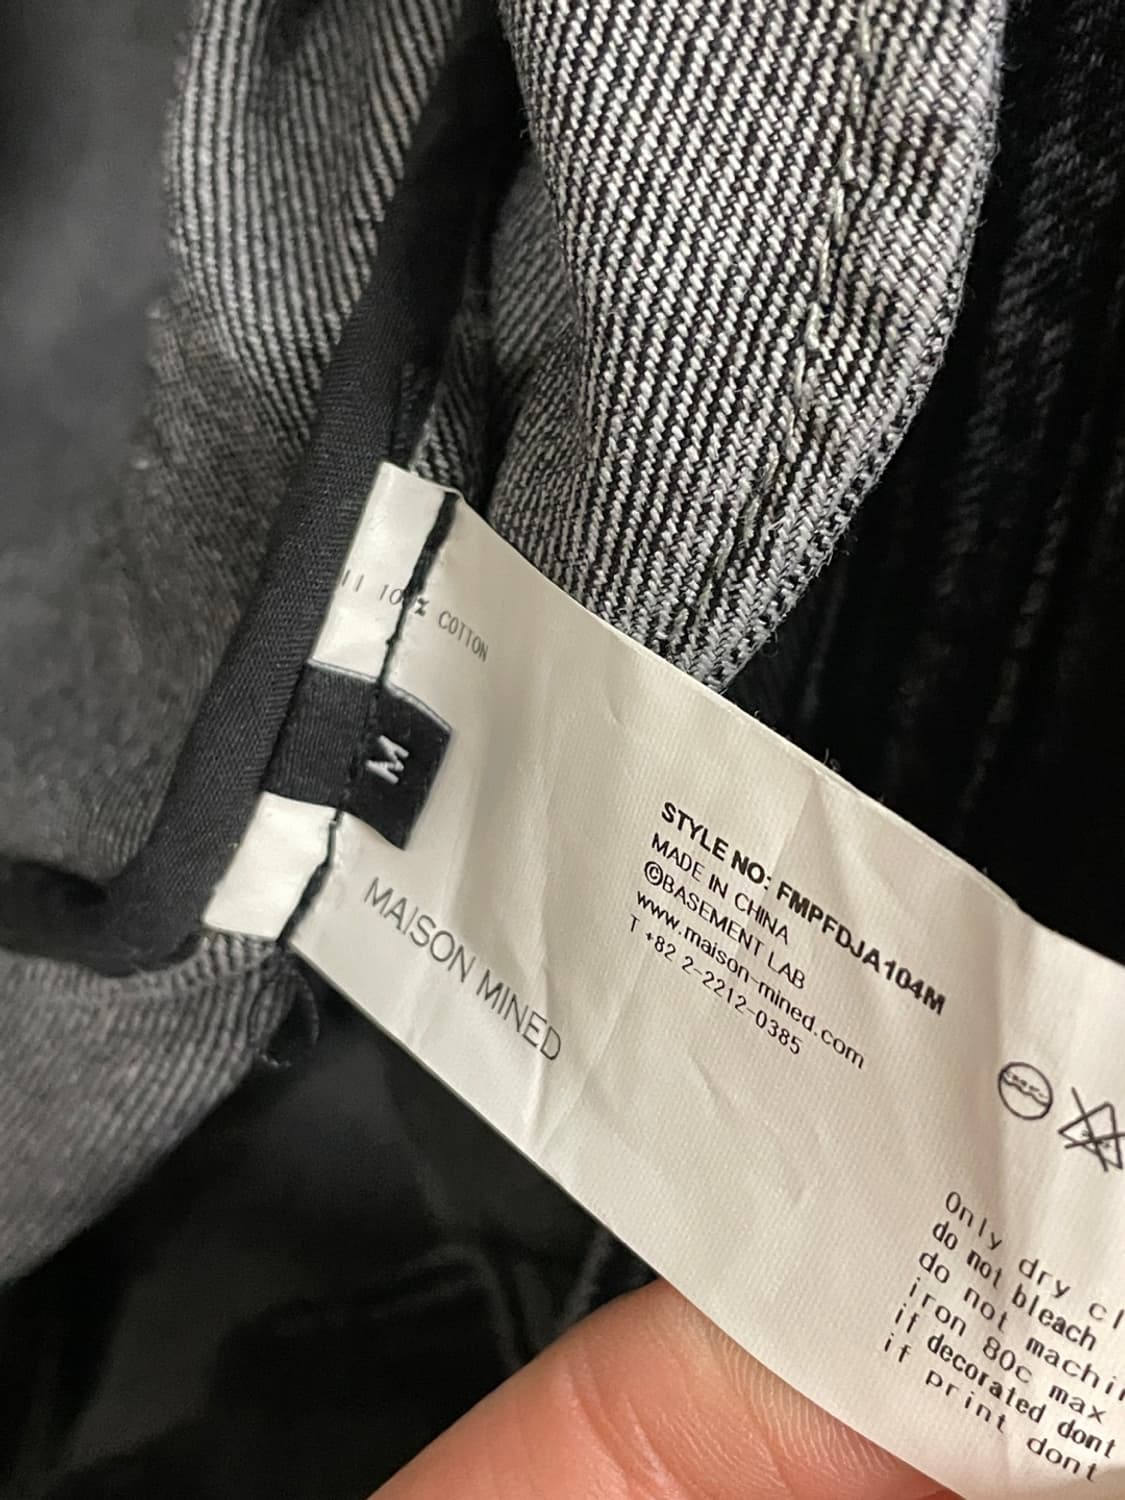 100% COTTON
M
MAISON MINED
STYLE NO: FMPFDJA104M
MADE IN CHINA
©BASEMENT LAB
www.maison-mined.com
T +82 2-2212-0385
Only dry cl
do not bleach
do not machi
iron 80c max
if decorated dont
if print dont